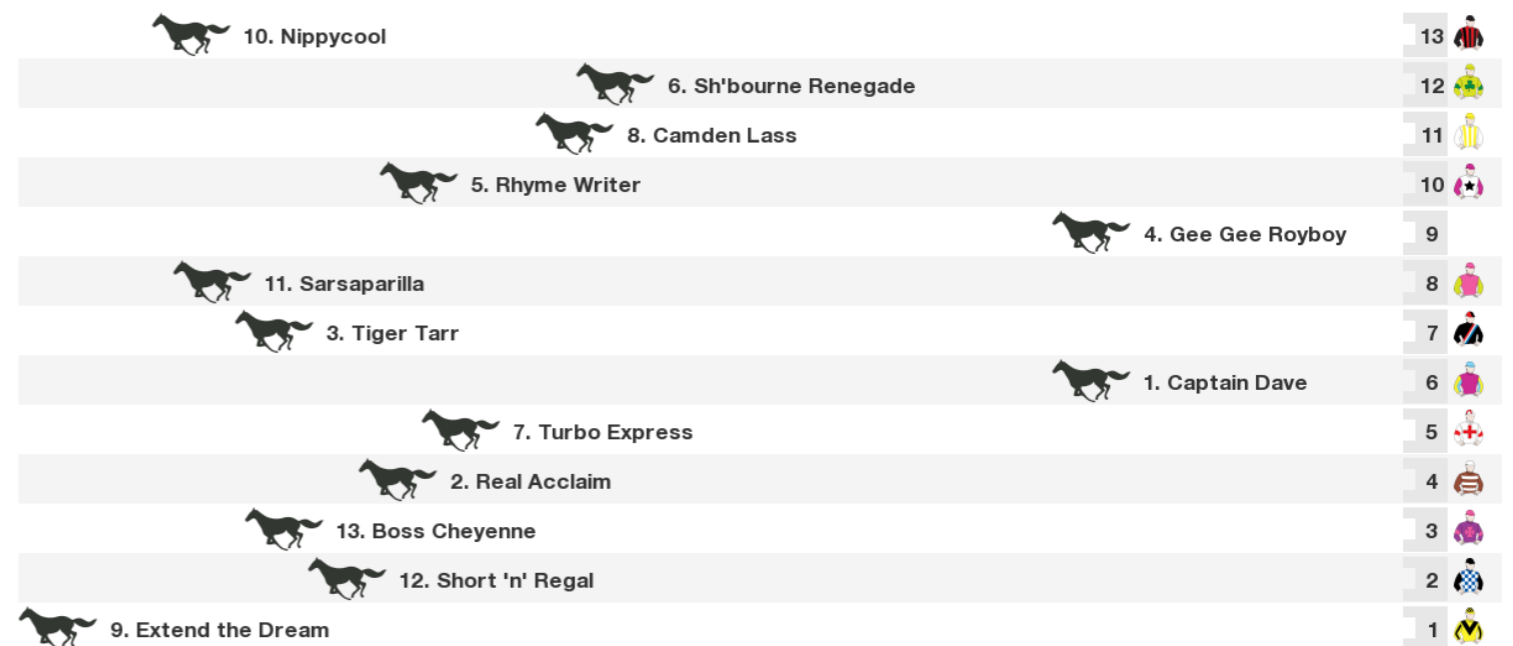 10. Nippycool 13
6. Sh'bourne Renegade 12
8. Camden Lass 11
5. Rhyme Writer 10
4. Gee Gee Royboy 9
11. Sarsaparilla 8
3. Tiger Tarr 7
1. Captain Dave 6
7. Turbo Express 5
2. Real Acclaim 4
13. Boss Cheyenne 3
12. Short 'n' Regal 2
9. Extend the Dream 1